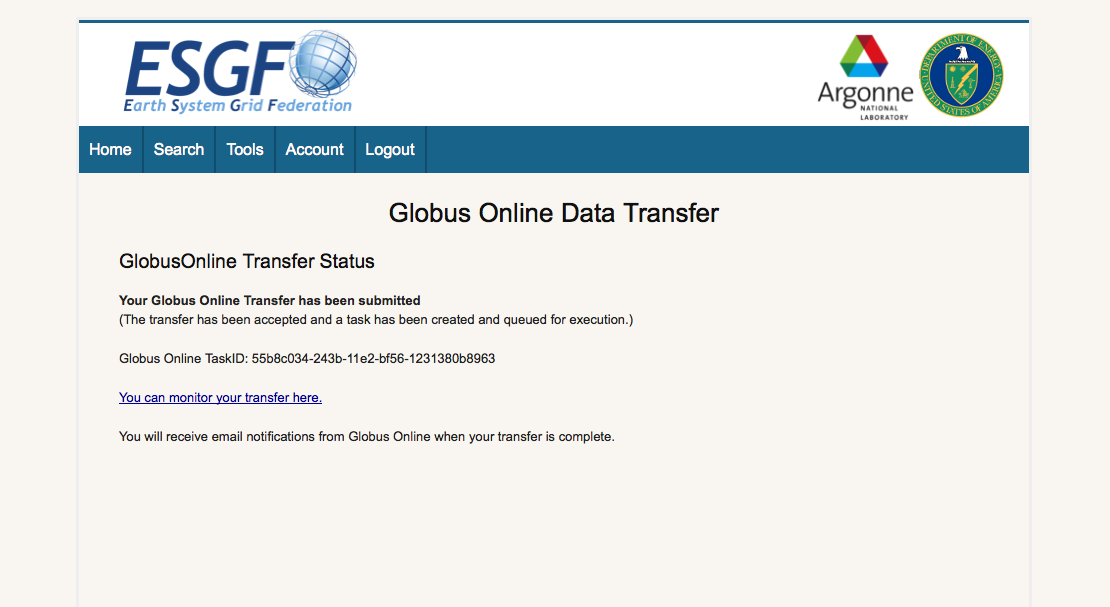 ESGF
Earth System Grid Federation
Argonne
NATIONAL
LABORATORY
DEPARTMENT OF ENERGY
UNITED STATES OF AMERICA
Home Search Tools Account Logout
Globus Online Data Transfer
GlobusOnline Transfer Status
Your Globus Online Transfer has been submitted
(The transfer has been accepted and a task has been created and queued for execution.)
Globus Online TaskID: 55b8c034-243b-11e2-bf56-1231380b8963
You can monitor your transfer here.
You will receive email notifications from Globus Online when your transfer is complete.